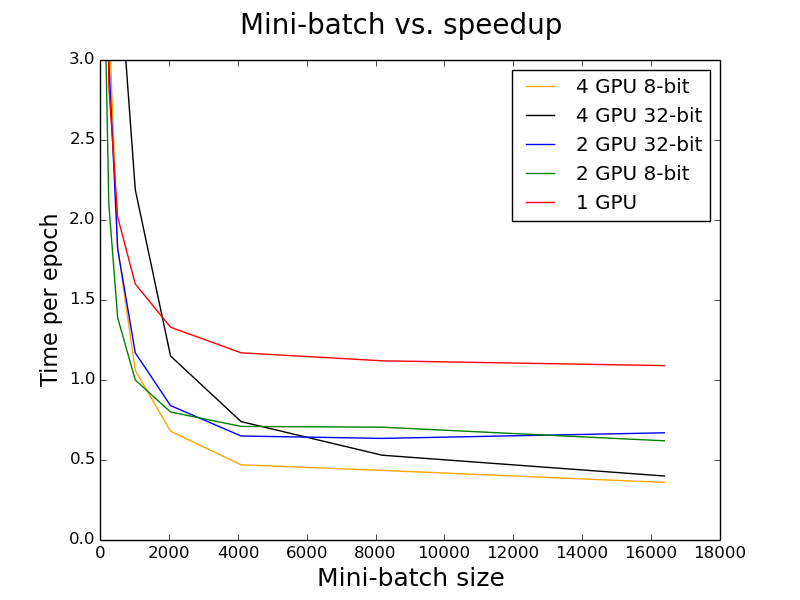 Mini-batch vs. speedup
3.0
2.5
2.0
1.5
1.0
0.5
0.0
Time per epoch
4 GPU 8-bit
4 GPU 32-bit
2 GPU 32-bit
2 GPU 8-bit
1 GPU
0 2000 4000 6000 8000 10000 12000 14000 16000 18000
Mini-batch size